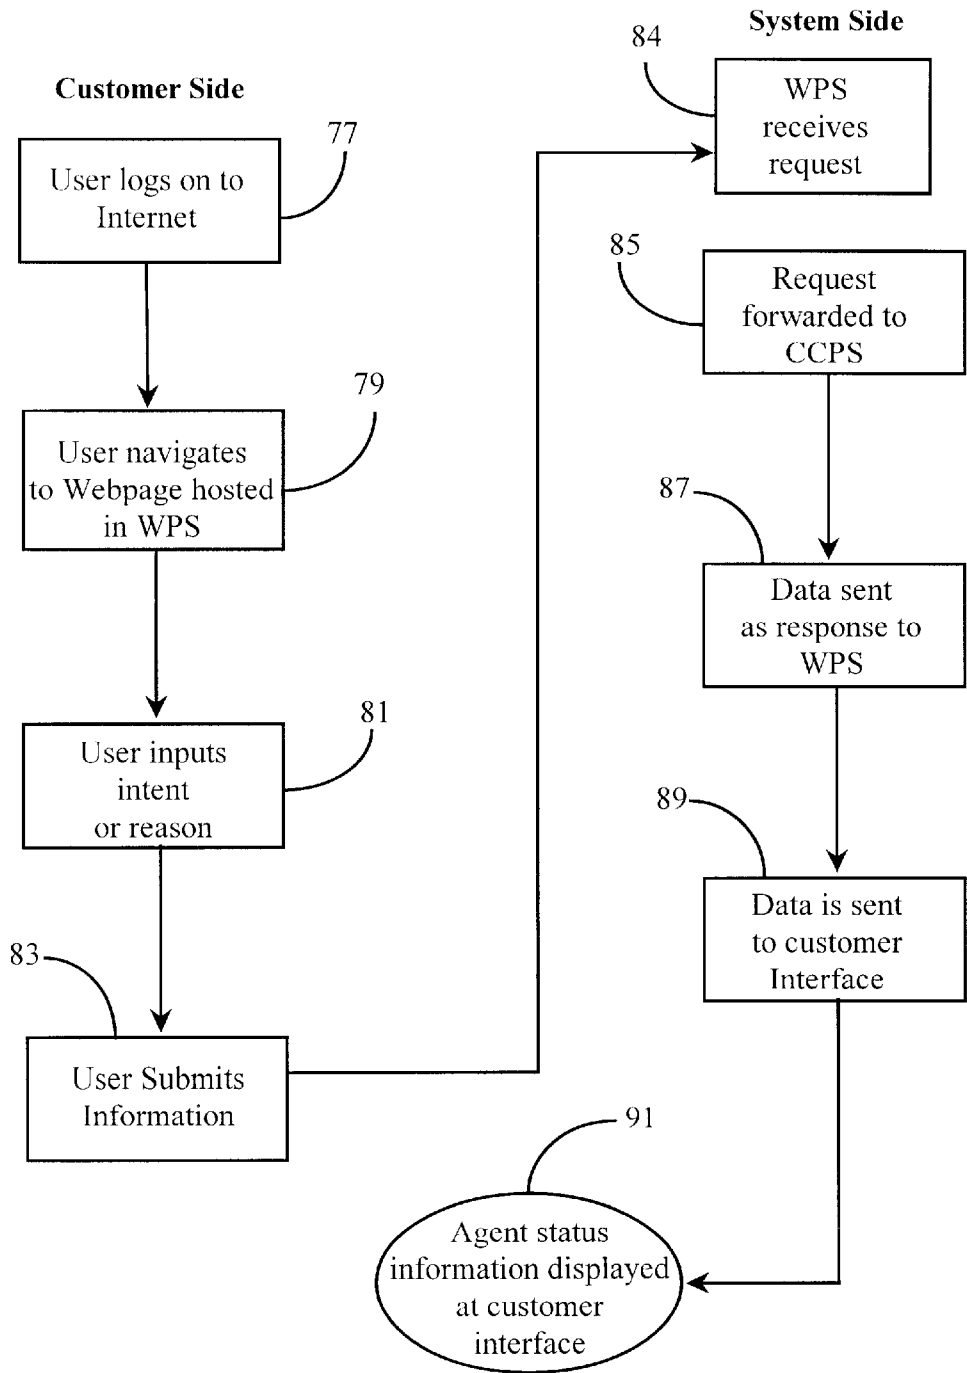 Customer Side
77
User logs on to
Internet
79
User navigates
to Webpage hosted
in WPS
81
User inputs
intent
or reason
83
User Submits
Information
System Side
84
WPS
receives
request
85
Request
forwarded to
CCPS
87
Data sent
as response to
WPS
89
Data is sent
to customer
Interface
91
Agent status
information displayed
at customer
interface